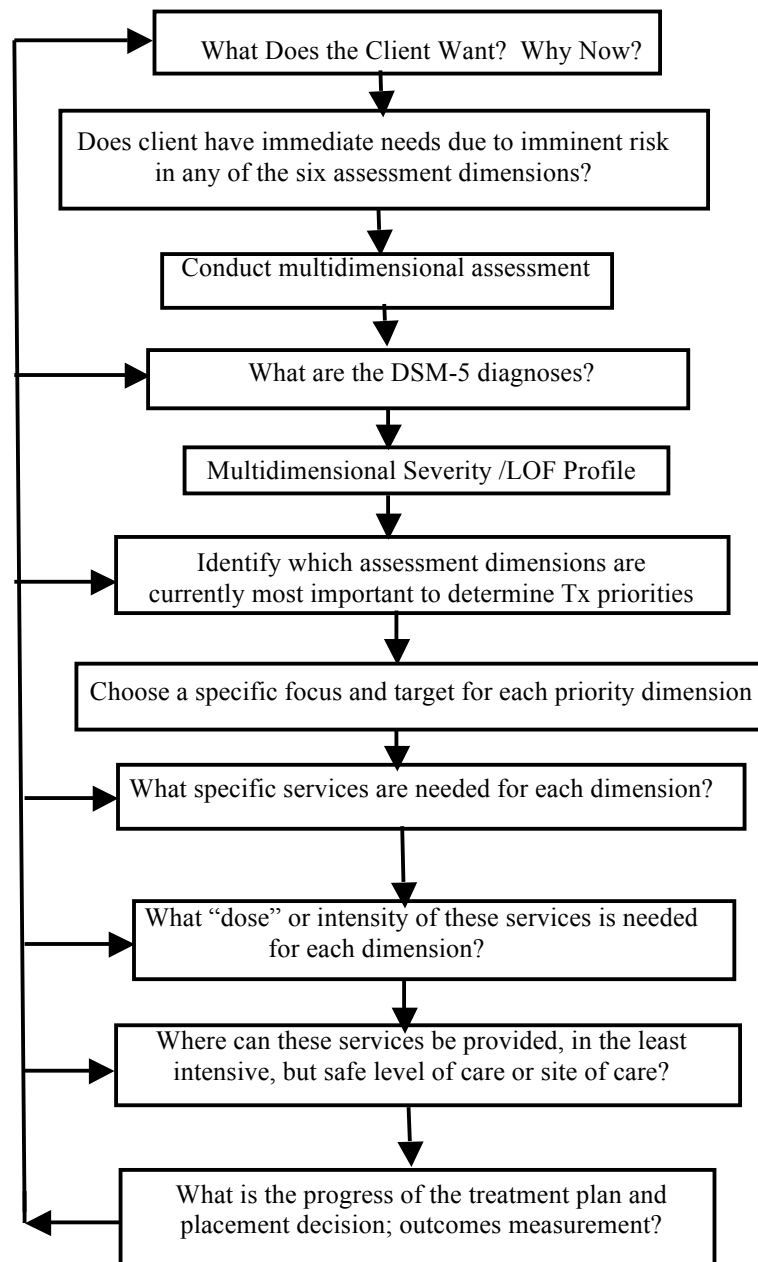 What Does the Client Want?  Why Now?
Does client have immediate needs due to imminent risk
in any of the six assessment dimensions?
Conduct multidimensional assessment
What are the DSM-5 diagnoses?
Multidimensional Severity /LOF Profile
Identify which assessment dimensions are
currently most important to determine Tx priorities
Choose a specific focus and target for each priority dimension
What specific services are needed for each dimension?
What “dose” or intensity of these services is needed
for each dimension?
Where can these services be provided, in the least
intensive, but safe level of care or site of care?
What is the progress of the treatment plan and
placement decision; outcomes measurement?